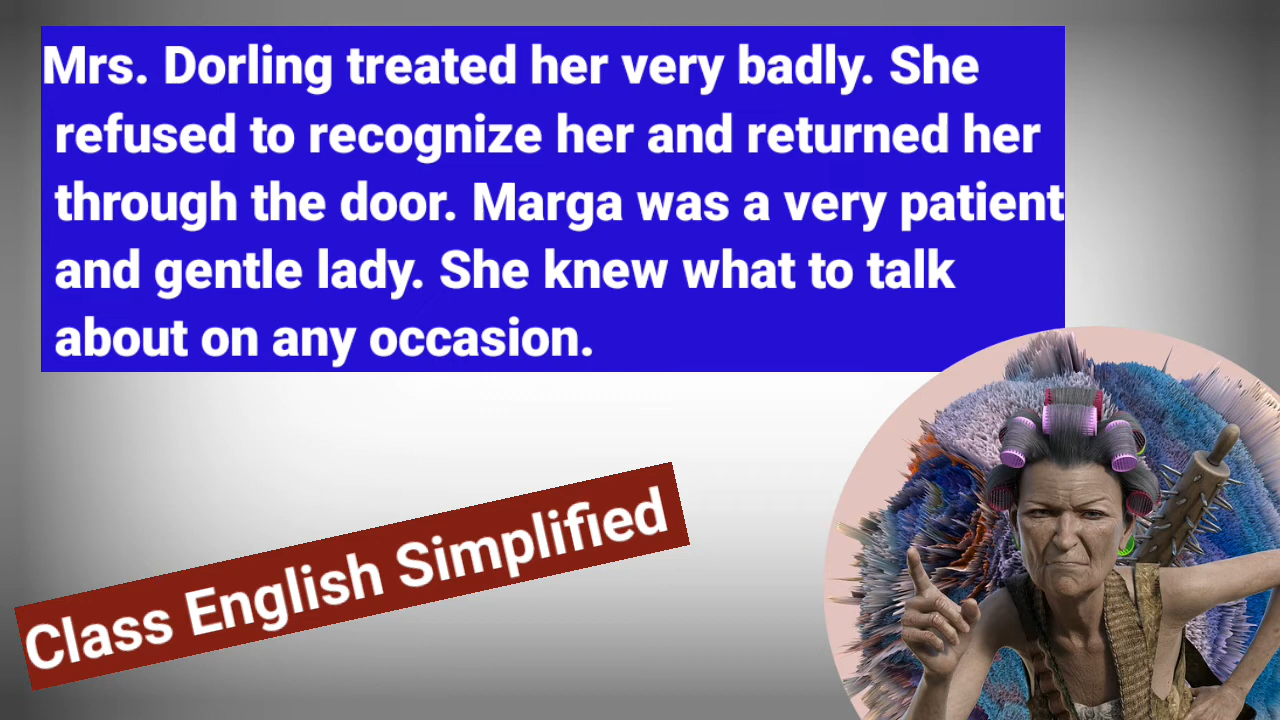 Mrs. Dorling treated her very badly. She
refused to recognize her and returned her
through the door. Marga was a very patient
and gentle lady. She knew what to talk
about on any occasion.
Class English Simplified